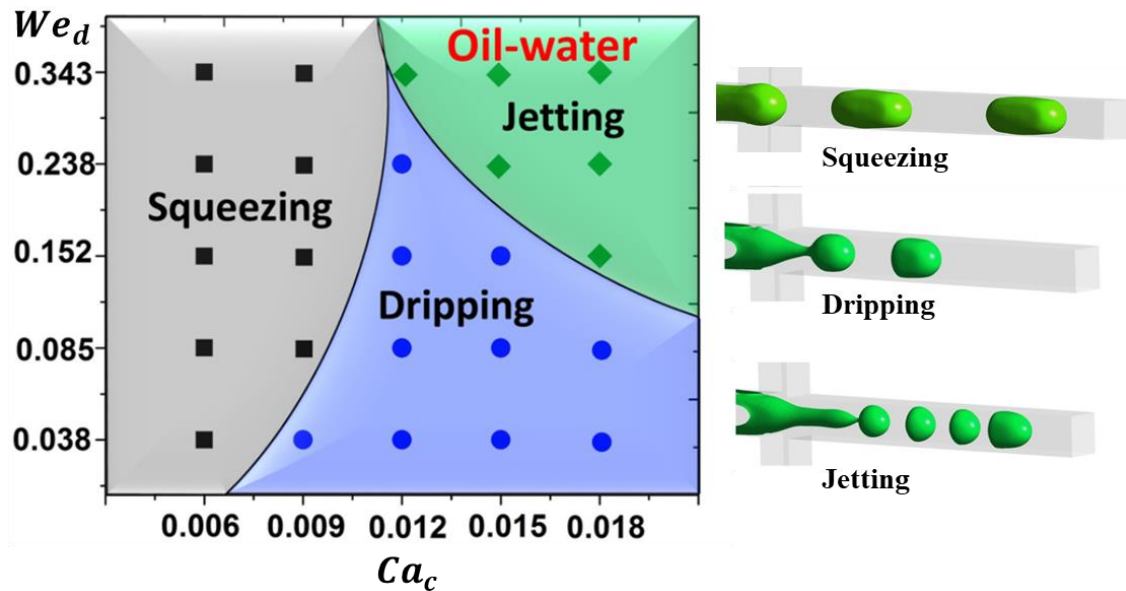 We_d
Oil-water
0.343
Jetting
0.238
Squeezing
0.152
Dripping
0.085
0.038
0.006 0.009 0.012 0.015 0.018
Ca_c
Squeezing
Dripping
Jetting